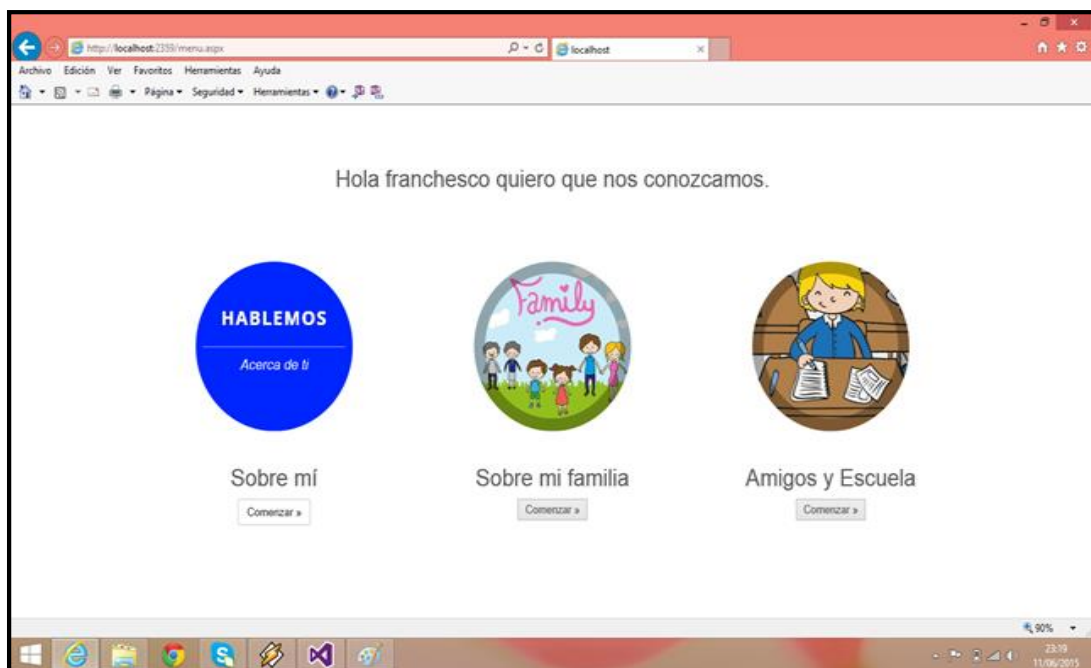 http://localhost:2359/menu.aspx
localhost
Archivo Edición Ver Favoritos Herramientas Ayuda
Página Seguridad Herramientas
Hola franchesco quiero que nos conozcamos.
HABLEMOS
Acerca de ti
Family
Sobre mí
Sobre mi familia
Amigos y Escuela
Comenzar »
Comenzar »
Comenzar »
90%
23:19
11/06/2015